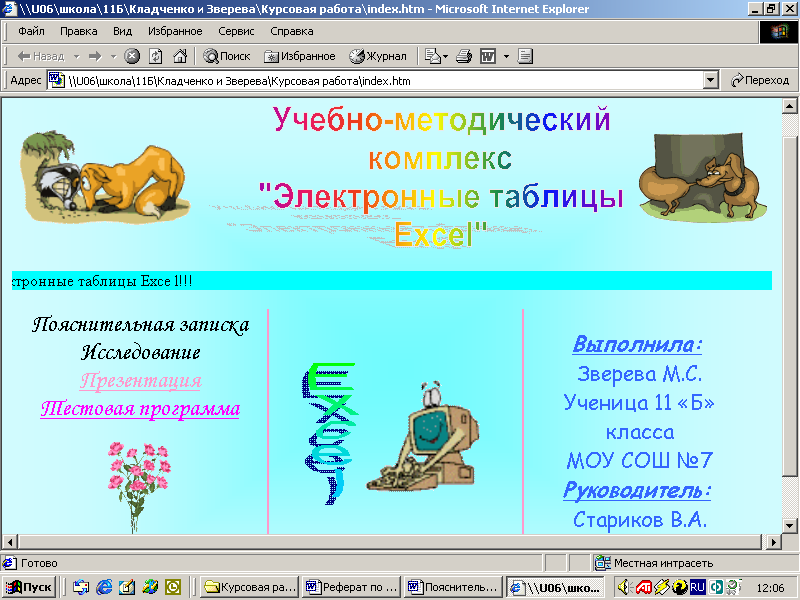 \\U06\школа\11Б\Кладченко и Зверева\Курсовая работа\index.htm - Microsoft Internet Explorer
Файл Правка Вид Избранное Сервис Справка
Назад Поиск Избранное Журнал
Адрес \\U06\школа\11Б\Кладченко и Зверева\Курсовая работа\index.htm Переход
Учебно-методический
комплекс
"Электронные таблицы
Excel"
стронные таблицы Exce l!!!
Пояснительная записка
Исследование
Презентация
Тестовая программа
Excel
Выполнила:
Зверева М.С.
Ученица 11 «Б»
класса
МОУ СОШ №7
Руководитель:
Стариков В.А.
Готово Местная интрасеть
Пуск Курсовая ра... Реферат по ... Пояснитель... \\U06\шко... RU 12:06